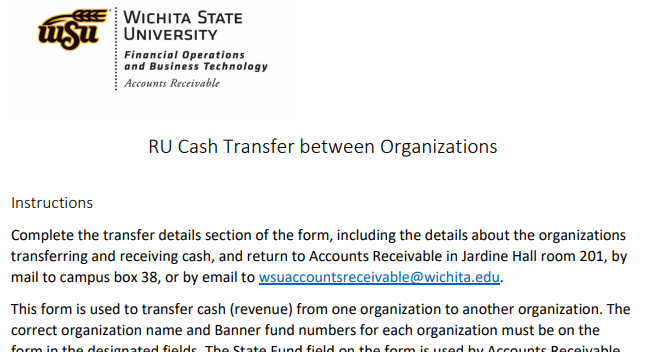 WSU
WICHITA STATE
UNIVERSITY
Financial Operations
and Business Technology
Accounts Receivable
RU Cash Transfer between Organizations
Instructions
Complete the transfer details section of the form, including the details about the organizations
transferring and receiving cash, and return to Accounts Receivable in Jardine Hall room 201, by
mail to campus box 38, or by email to wsuaccountsreceivable@wichita.edu.
This form is used to transfer cash (revenue) from one organization to another organization. The
correct organization name and Banner fund numbers for each organization must be on the
form in the designated fields. The State Fund field on the form is used by Accounts Receivable